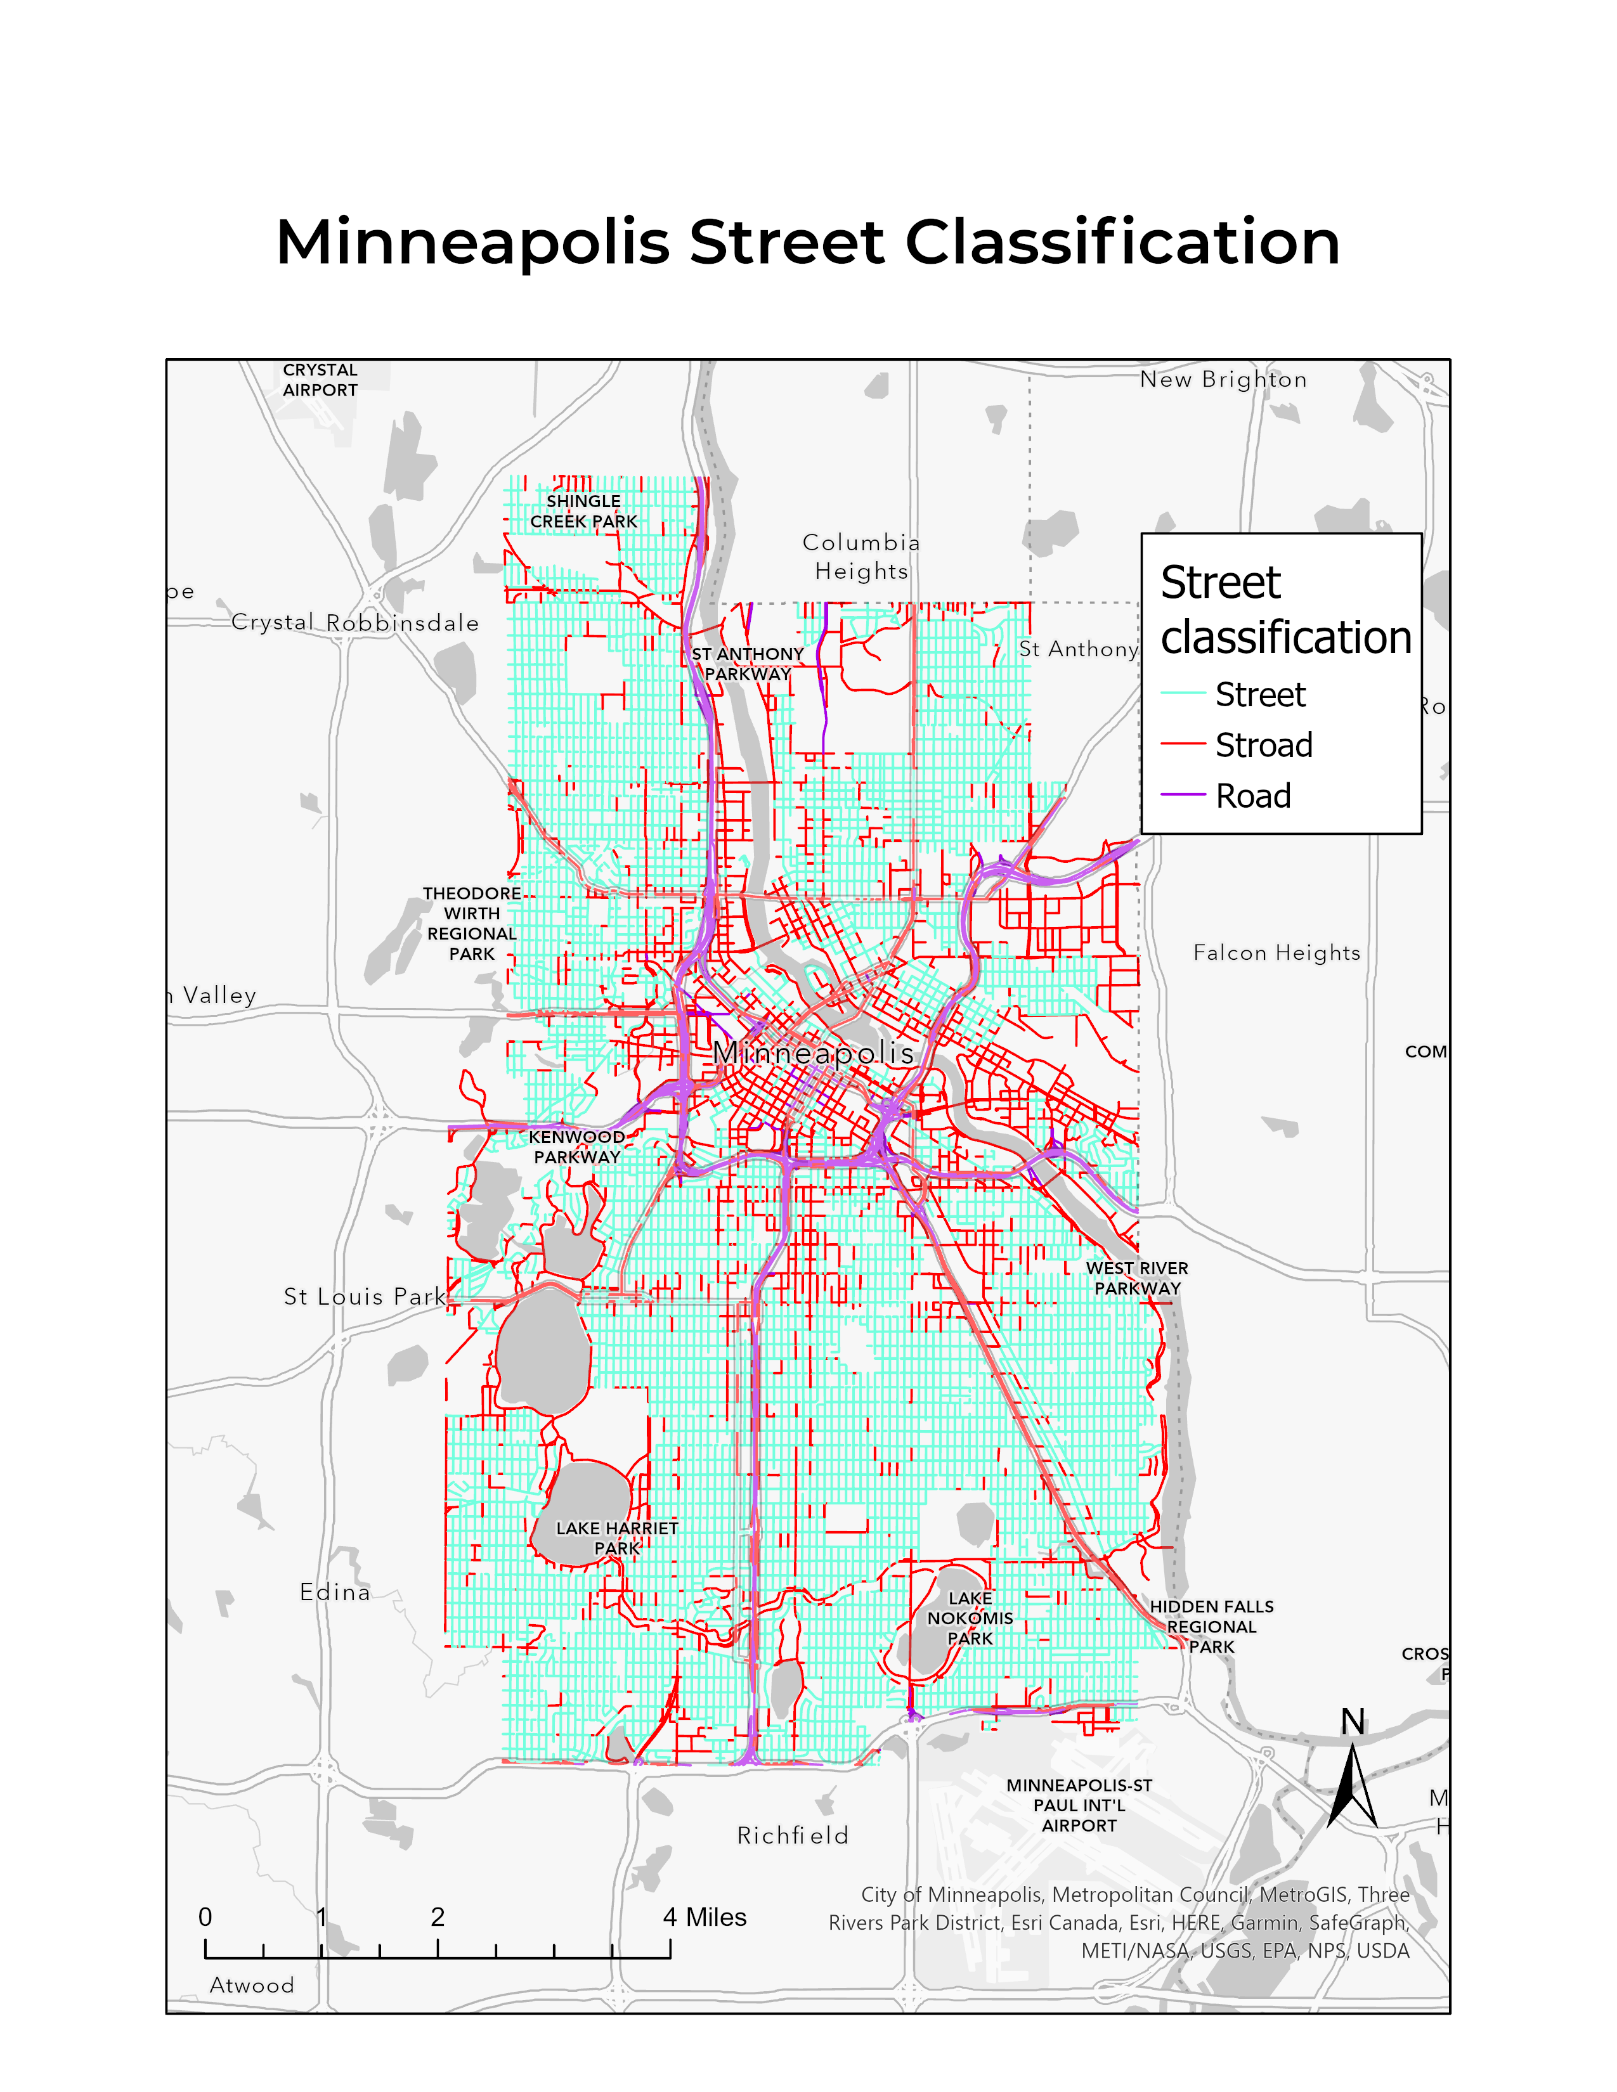 Minneapolis Street Classification
CRYSTAL
AIRPORT
New Brighton
SHINGLE
CREEK PARK
Columbia
Heights
Street
classification
Street
Stroad
Road
pe
Crystal
Robbinsdale
ST ANTHONY
PARKWAY
St Anthony
Ro
THEODORE
WIRTH
REGIONAL
PARK
Falcon Heights
Valley
Minneapolis
COM
KENWOOD
PARKWAY
WEST RIVER
PARKWAY
St Louis Park
LAKE HARRIET
PARK
Edina
LAKE
NOKOMIS
PARK
HIDDEN FALLS
REGIONAL
PARK
CROS
P
N
MINNEAPOLIS-ST
PAUL INT'L
AIRPORT
M
H
Richfield
City of Minneapolis, Metropolitan Council, MetroGIS, Three
Rivers Park District, Esri Canada, Esri, HERE, Garmin, SafeGraph,
METI/NASA, USGS, EPA, NPS, USDA
0 1 2 4 Miles
Atwood